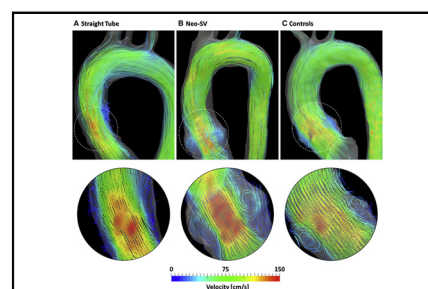 A Straight Tube
B Neo-SV
C Controls
0 75 150
Velocity [cm/s]